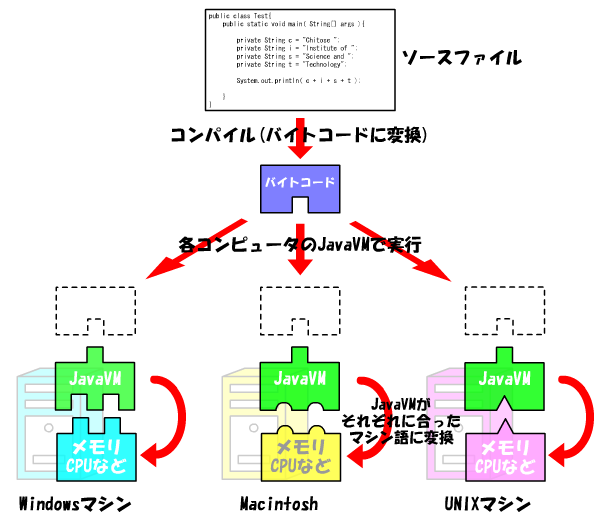 public class Test{
public static void main( String[] args ){
private String c = "Chitose ";
private String i = "Institute of ";
private String s = "Science and ";
private String t = "Technology";
System.out.println( c + i + s + t );
}
}
ソースファイル
コンパイル(バイトコードに変換)
バイトコード
各コンピュータのJavaVMで実行
JavaVM
JavaVM
JavaVM
JavaVMが
それぞれに合った
マシン語に変換
メモリ
CPUなど
メモリ
CPUなど
メモリ
CPUなど
Windowsマシン
Macintosh
UNIXマシン